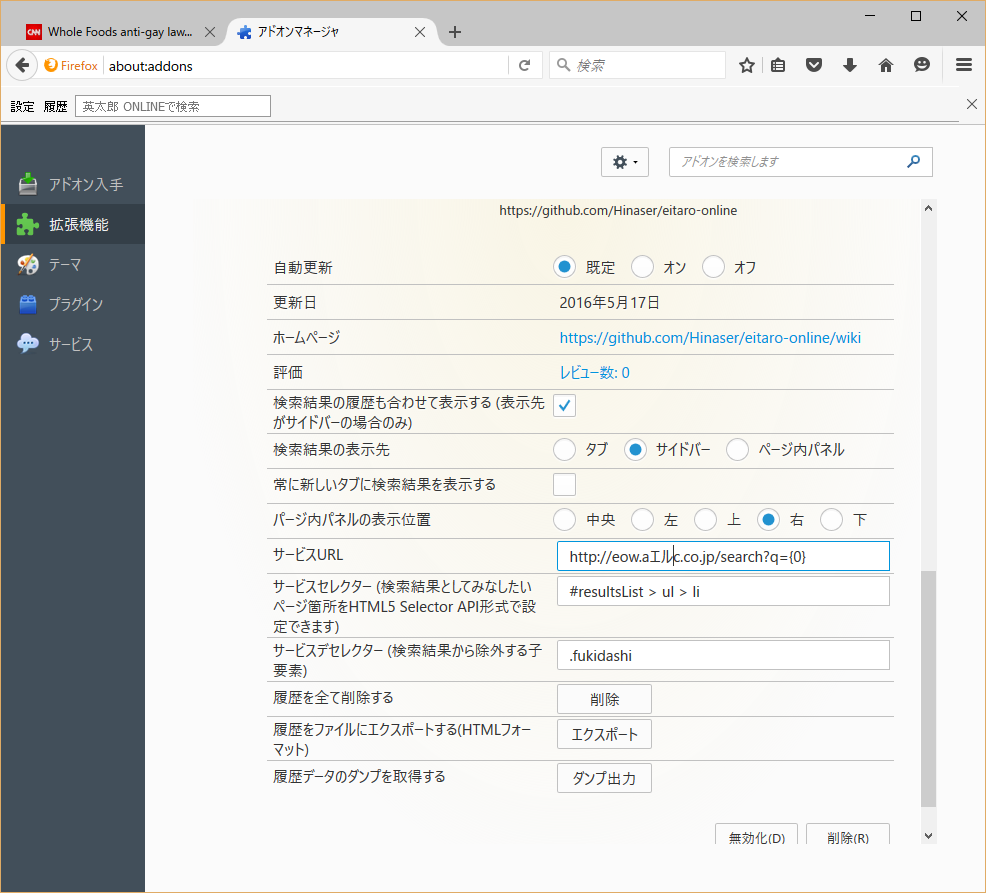 CNN Whole Foods anti-gay law...
アドオンマネージャ
Firefox about:addons
検索
設定 履歴 英太郎 ONLINEで検索
アドオン入手
拡張機能
テーマ
プラグイン
サービス
アドオンを検索します
https://github.com/Hinaser/eitaro-online
自動更新 既定 オン オフ
更新日 2016年5月17日
ホームページ https://github.com/Hinaser/eitaro-online/wiki
評価 レビュー数: 0
検索結果の履歴も合わせて表示する (表示先
がサイドバーの場合のみ)
検索結果の表示先 タブ サイドバー ページ内パネル
常に新しいタブに検索結果を表示する
パージ内パネルの表示位置 中央 左 上 右 下
サービスURL http://eow.aエルc.co.jp/search?q={0}
サービスセレクター (検索結果としてみなしたい
ページ箇所をHTML5 Selector API形式で設
定できます)
#resultsList > ul > li
サービスデセレクター (検索結果から除外する子
要素)
.fukidashi
履歴を全て削除する 削除
履歴をファイルにエクスポートする(HTMLフォー
マット)
エクスポート
履歴データのダンプを取得する ダンプ出力
無効化(D) 削除(R)